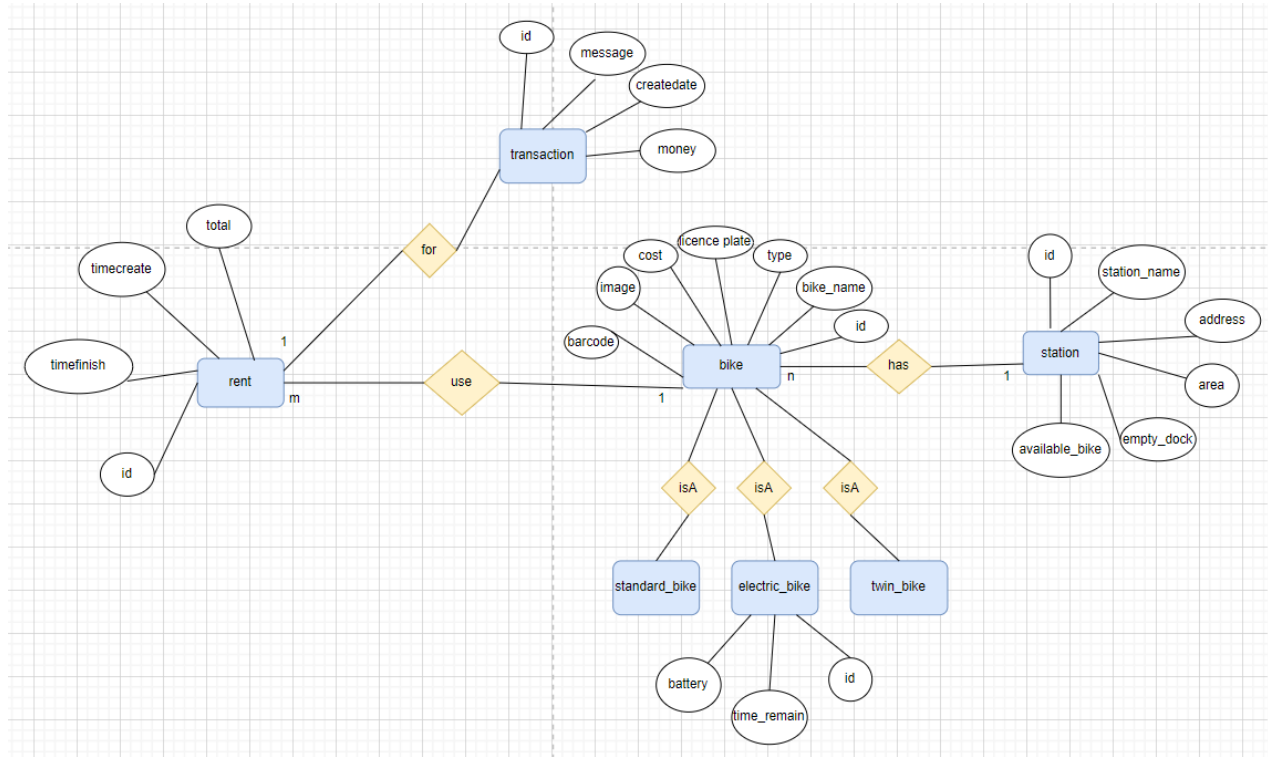 id
message
createdate
transaction
money
total
for
licence plate
cost
type
id
station_name
timecreate
image
bike_name
address
barcode
id
1
timefinish
rent
use
bike
has
station
n
1
area
m
1
id
available_bike
empty_dock
isA
isA
isA
standard_bike
electric_bike
twin_bike
battery
id
time_remain